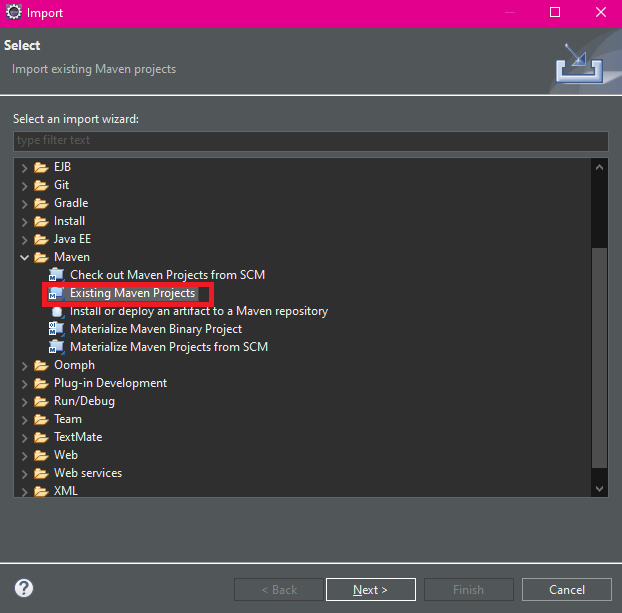 Import
Select
Import existing Maven projects
Select an import wizard:
type filter text
EJB
Git
Gradle
Install
Java EE
Maven
Check out Maven Projects from SCM
Existing Maven Projects
Install or deploy an artifact to a Maven repository
Materialize Maven Binary Project
Materialize Maven Projects from SCM
Oomph
Plug-in Development
Run/Debug
Team
TextMate
Web
Web services
XML
? < Back Next > Finish Cancel